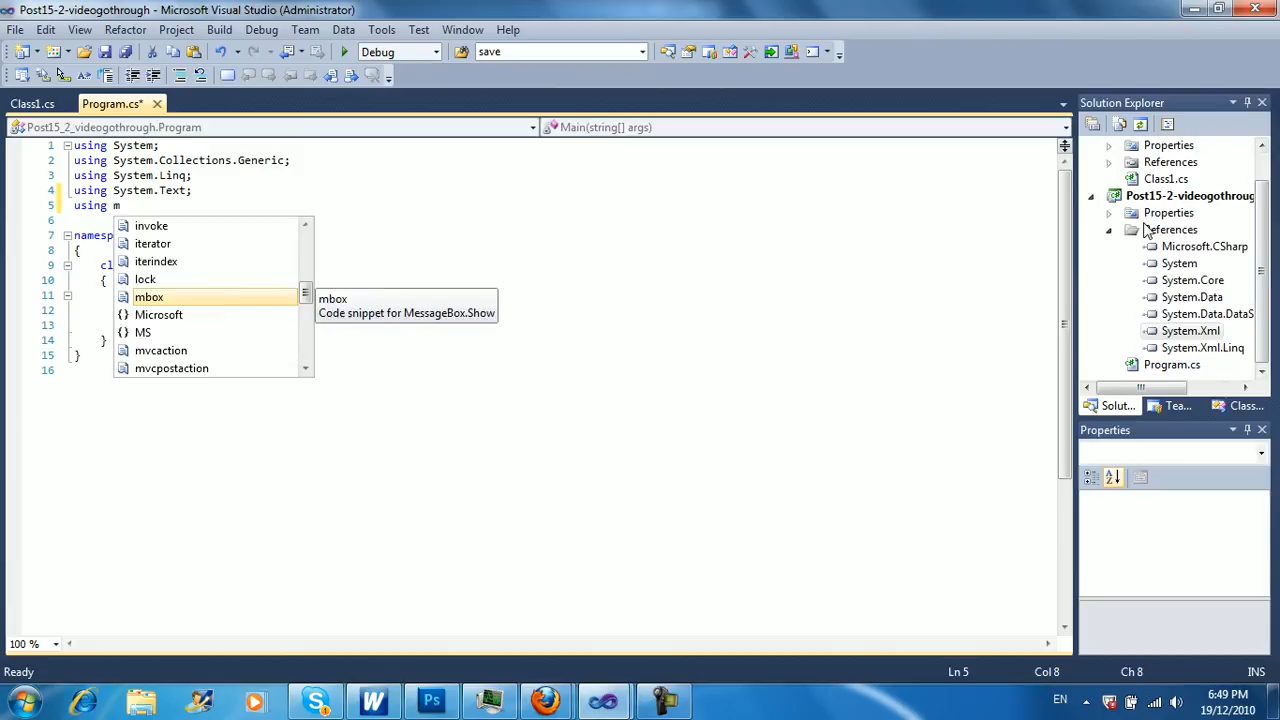 Post15-2-videogothrough - Microsoft Visual Studio (Administrator)
File Edit View Refactor Project Build Debug Team Data Tools Test Window Help
Debug save
Class1.cs Program.cs*
Post15_2_videogothrough.Program Main(string[] args)
1 using System;
2 using System.Collections.Generic;
3 using System.Linq;
4 using System.Text;
5 using m
6
7 namesp
8 {
9 cl
10 {
11
12
13
14 }
15 }
16
invoke
iterator
iterindex
lock
mbox
Microsoft
MS
mvcaction
mvcpostaction
mbox
Code snippet for MessageBox.Show
100 %
Solution Explorer
Properties
References
Class1.cs
Post15-2-videogothroug
Properties
References
Microsoft.CSharp
System
System.Core
System.Data
System.Data.DataS
System.Xml
System.Xml.Linq
Program.cs
Solut... Tea... Class...
Properties
Ready Ln 5 Col 8 Ch 8 INS
EN 6:49 PM
19/12/2010